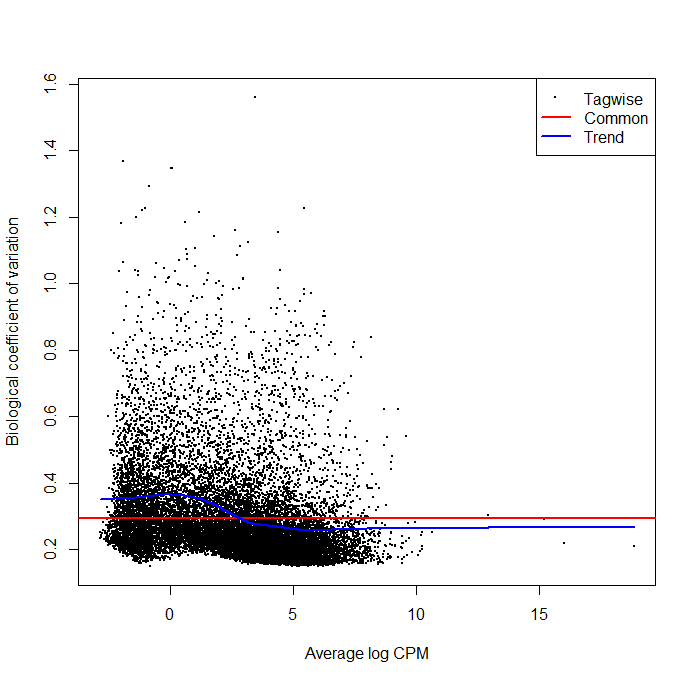 Tagwise
Common
Trend
Biological coefficient of variation
1.6
1.4
1.2
1.0
0.8
0.6
0.4
0.2
0 5 10 15
Average log CPM